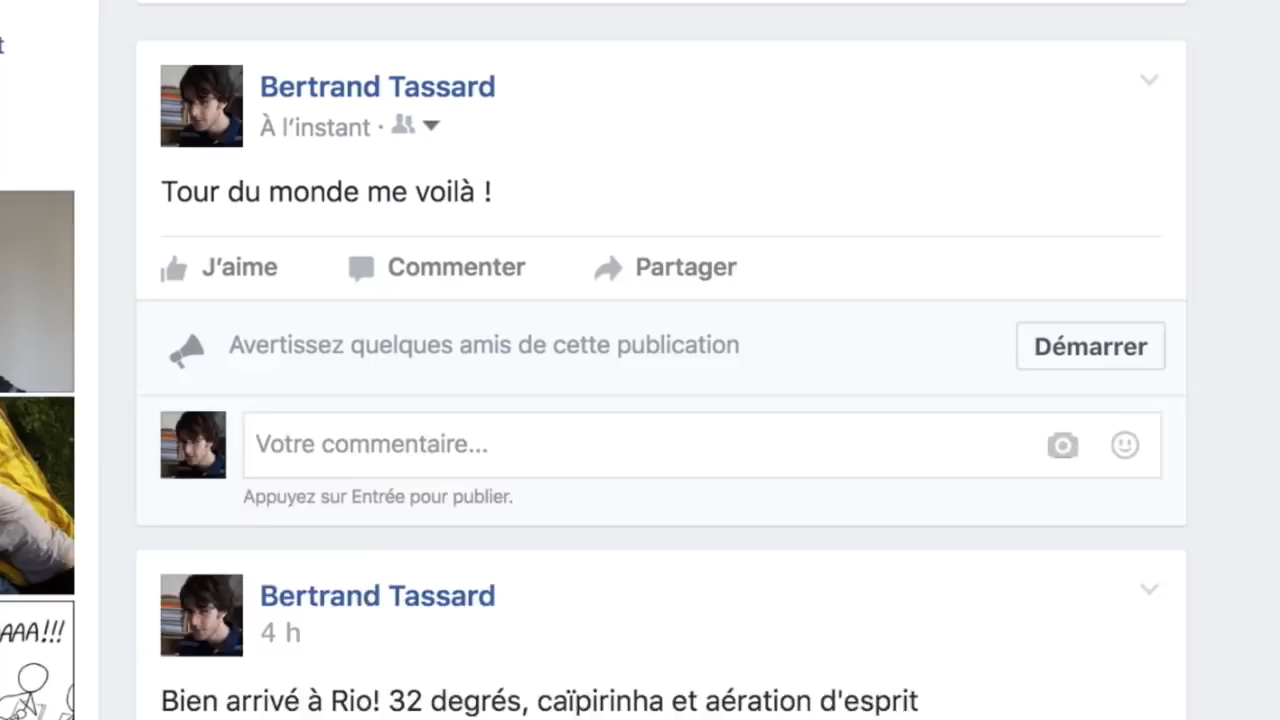 t
Bertrand Tassard
À l'instant ·
Tour du monde me voilà !
J'aime Commenter Partager
Avertissez quelques amis de cette publication
Démarrer
Votre commentaire...
Appuyez sur Entrée pour publier.
Bertrand Tassard
4 h
AAA!!!
Bien arrivé à Rio! 32 degrés, caïpirinha et aération d'esprit